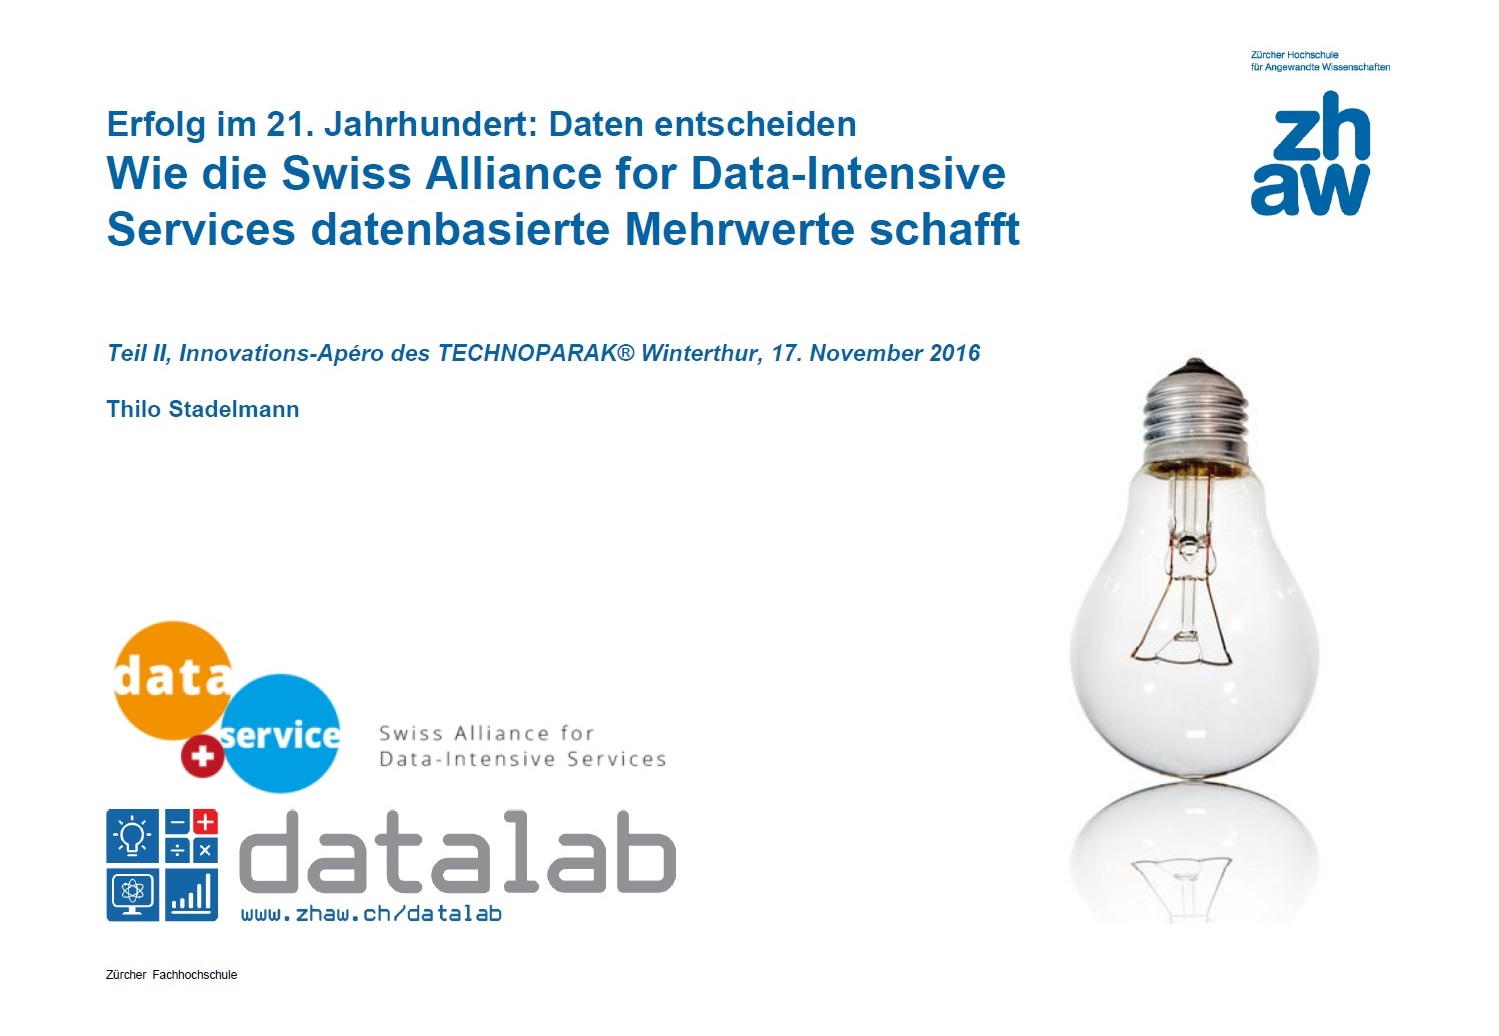 Zürcher Hochschule
für Angewandte Wissenschaften
zh
aw
Erfolg im 21. Jahrhundert: Daten entscheiden
Wie die Swiss Alliance for Data-Intensive
Services datenbasierte Mehrwerte schafft
Teil II, Innovations-Apéro des TECHNOPARAK® Winterthur, 17. November 2016
Thilo Stadelmann
data
service
Swiss Alliance for
Data-Intensive Services
datalab
www.zhaw.ch/datalab
Zürcher Fachhochschule